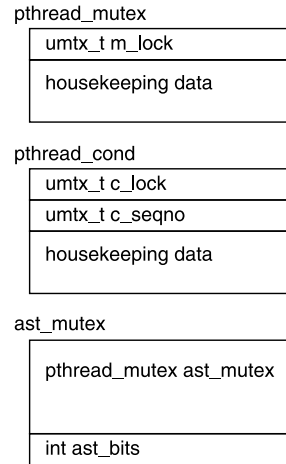 pthread_mutex
umtx_t m_lock
housekeeping data
pthread_cond
umtx_t c_lock
umtx_t c_seqno
housekeeping data
ast_mutex
pthread_mutex ast_mutex
int ast_bits